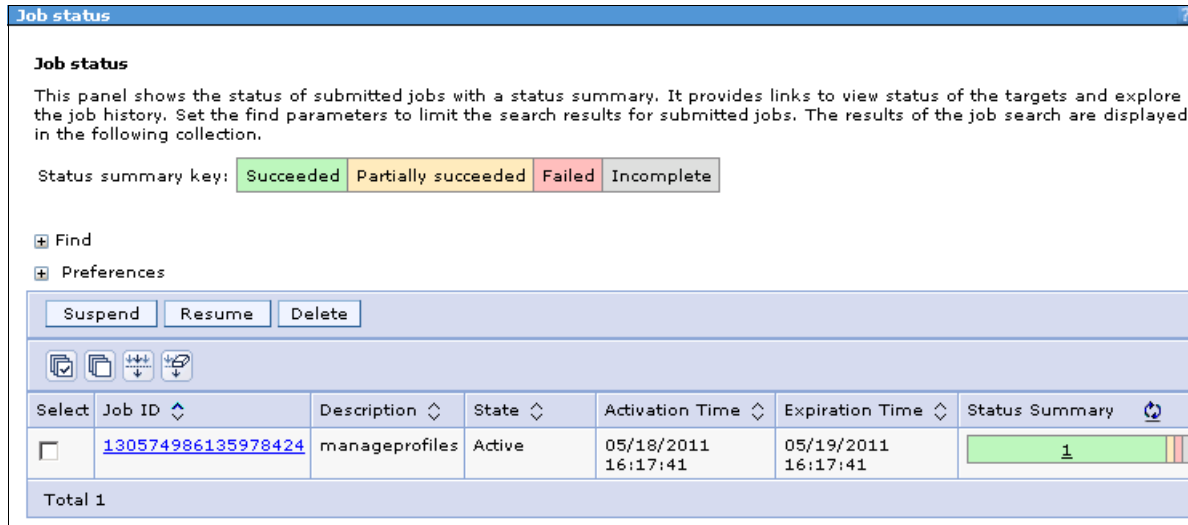 Job status
?
Job status
This panel shows the status of submitted jobs with a status summary. It provides links to view status of the targets and explore
the job history. Set the find parameters to limit the search results for submitted jobs. The results of the job search are displayed
in the following collection.
Status summary key: Succeeded Partially succeeded Failed Incomplete
Find
Preferences
Suspend Resume Delete
Select Job ID Description State Activation Time Expiration Time Status Summary
130574986135978424 manageprofiles Active 05/18/2011 05/19/2011 1
16:17:41 16:17:41
Total 1